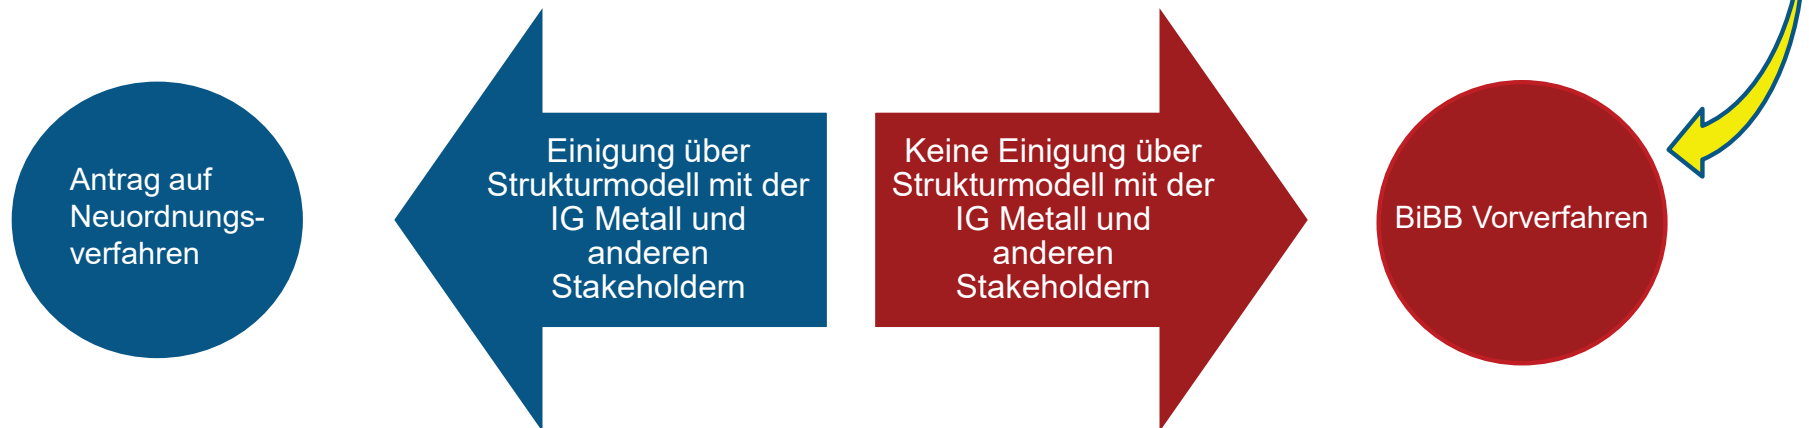 Antrag auf
Neuordnungs-
verfahren
Einigung über
Strukturmodell mit der
IG Metall und
anderen
Stakeholdern
Keine Einigung über
Strukturmodell mit der
IG Metall und
anderen
Stakeholdern
BiBB Vorverfahren